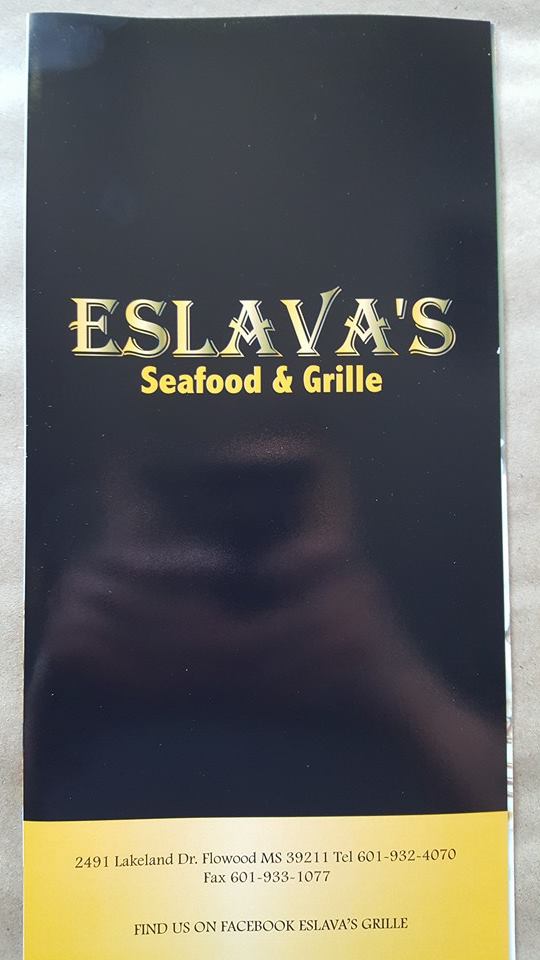 ESLAVA'S
Seafood & Grille
2491 Lakeland Dr. Flowood MS 39211 Tel 601-932-4070
Fax 601-933-1077
FIND US ON FACEBOOK ESLAVA'S GRILLE